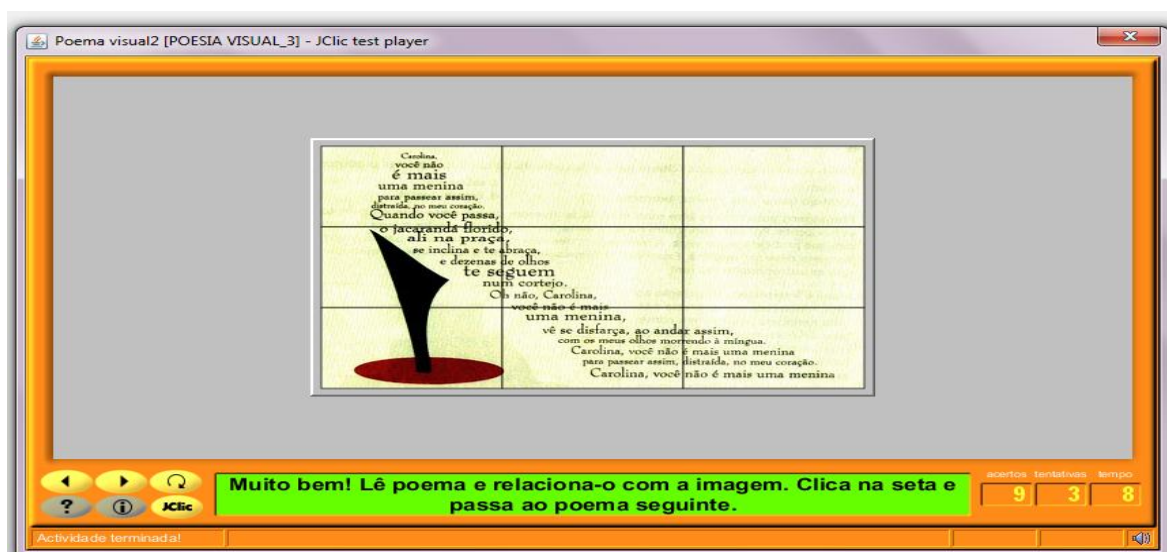 Poema visual2 [POESIA VISUAL_3] - JClic test player
Carolina,
você não
é mais
uma menina
para passear assim,
distraída, no meu coração.
Quando você passa,
o jacarandá florido,
ali na praça,
se inclina e te abraça,
e dezenas de olhos
te seguem
num cortejo.
Oh não, Carolina,
você não é mais
uma menina,
vê se disfarça, ao andar assim,
com os meus olhos morrendo à míngua.
Carolina, você não é mais uma menina
para passear assim, distraída, no meu coração.
Carolina, você não é mais uma menina
Muito bem! Lê poema e relaciona-o com a imagem. Clica na seta e
passa ao poema seguinte.
acertos tentativas tempo
9 3 8
? i JClic
Actividade terminada!